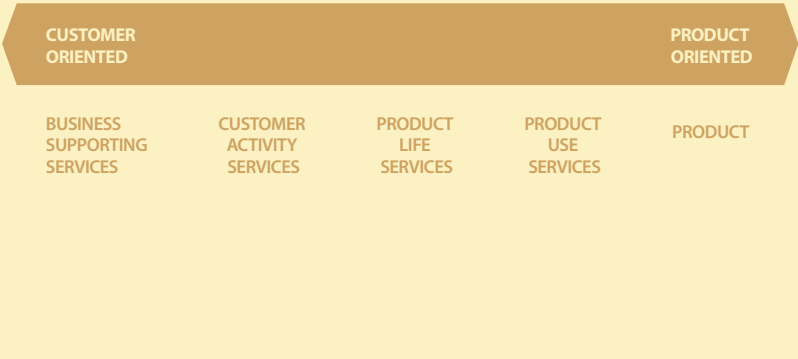 CUSTOMER
ORIENTED
PRODUCT
ORIENTED
BUSINESS
SUPPORTING
SERVICES
CUSTOMER
ACTIVITY
SERVICES
PRODUCT
LIFE
SERVICES
PRODUCT
USE
SERVICES
PRODUCT